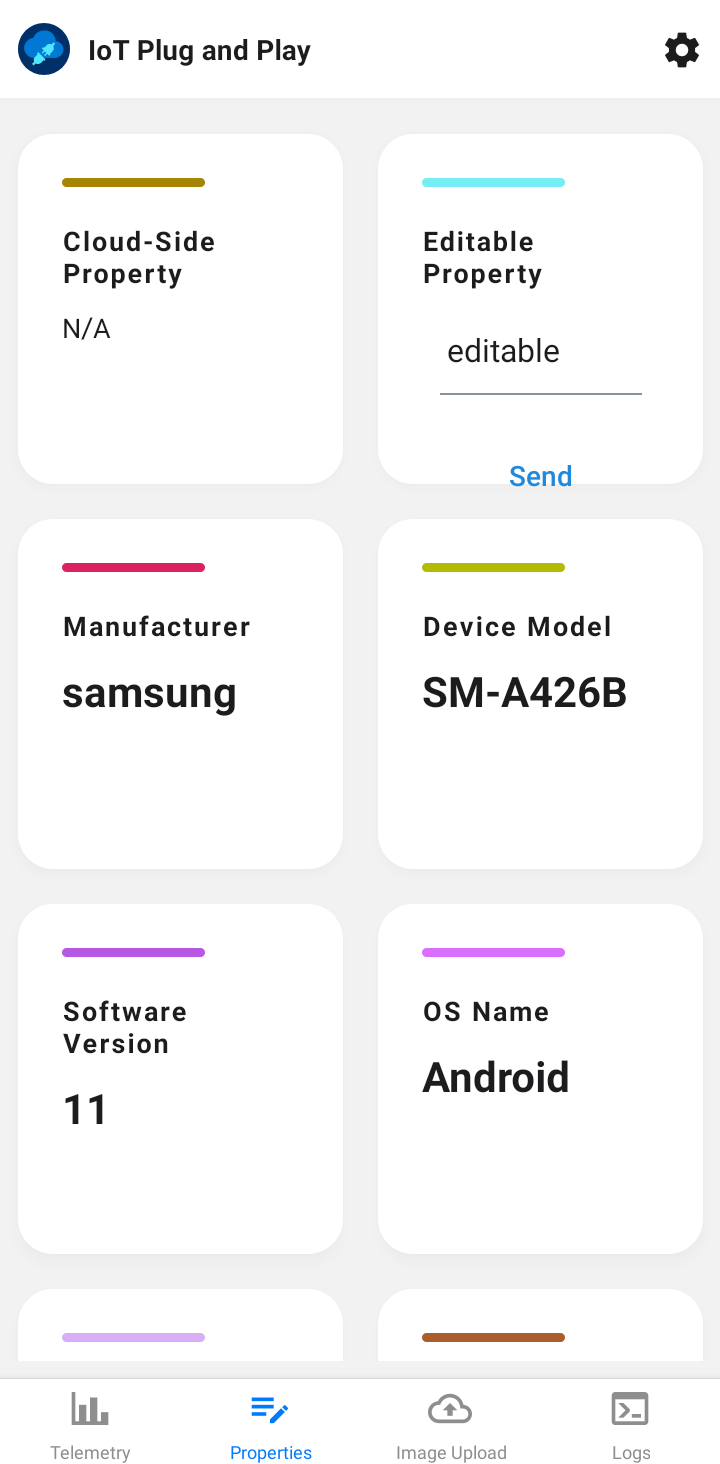 IoT Plug and Play
Cloud-Side
Property
N/A
Editable
Property
editable
Send
Manufacturer
samsung
Device Model
SM-A426B
Software
Version
11
OS Name
Android
Telemetry
Properties
Image Upload
Logs